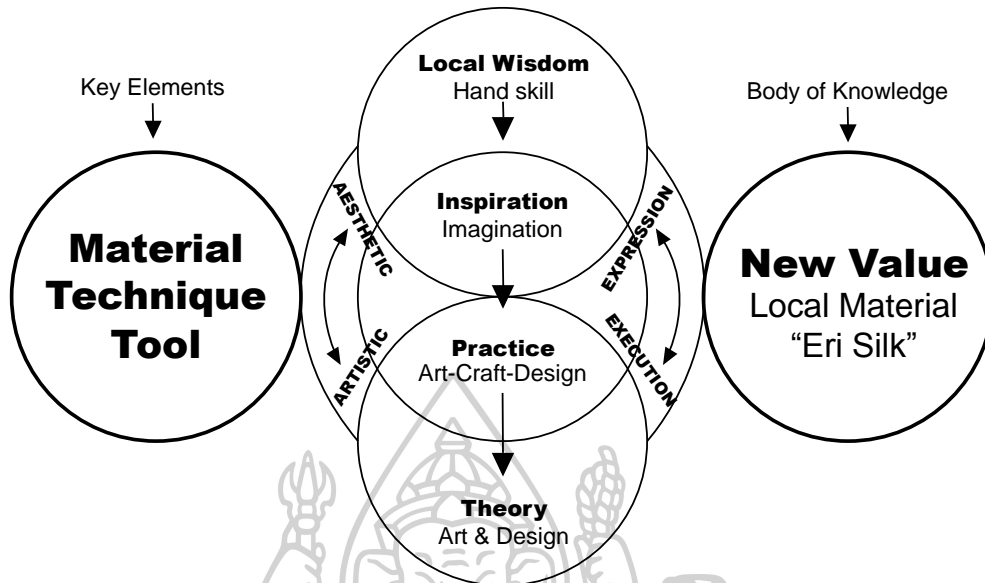 Key Elements
Material
Technique
Tool
Local Wisdom
Hand skill
Inspiration
Imagination
Practice
Art-Craft-Design
Theory
Art & Design
AESTHETIC
ARTISTIC
EXPRESSION
EXECUTION
Body of Knowledge
New Value
Local Material
“Eri Silk”